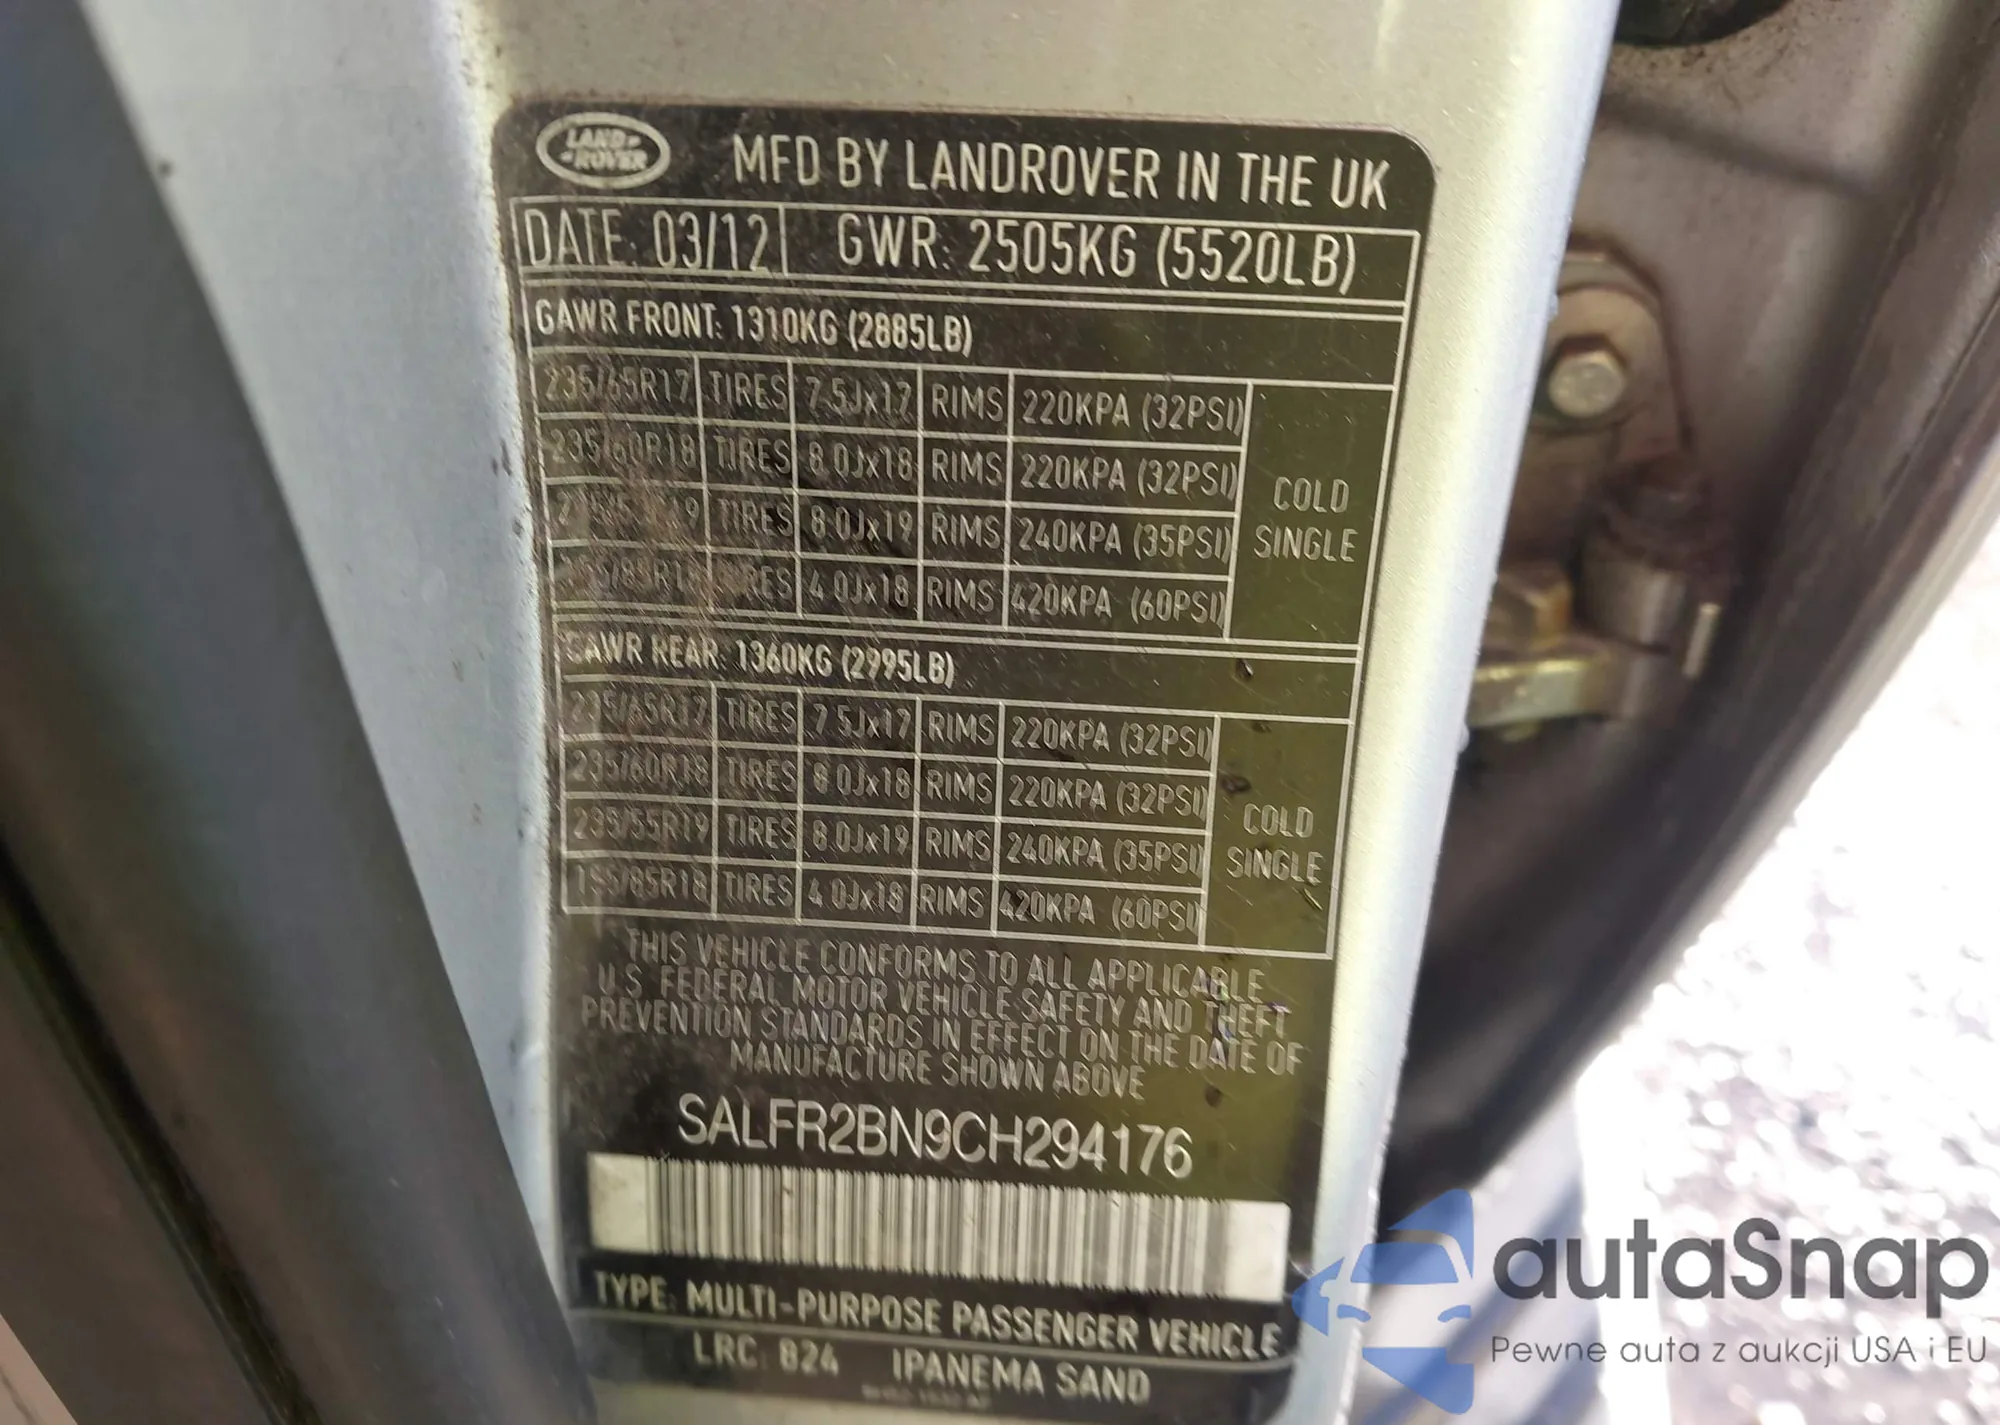 LAND ROVER
MFD BY LANDROVER IN THE UK
DATE: 03/12 GWR: 2505KG (5520LB)
GAWR FRONT: 1310KG (2885LB)
235/65R17 TIRES 7.5Jx17 RIMS 220KPA (32PSI)
235/60R18 TIRES 8.0Jx18 RIMS 220KPA (32PSI)
TIRES 8.0Jx19 RIMS 240KPA (35PSI)
TIRES 4.0Jx18 RIMS 420KPA (60PSI)
COLD
SINGLE
GAWR REAR: 1360KG (2995LB)
235/65R17 TIRES 7.5Jx17 RIMS 220KPA (32PSI)
235/60R18 TIRES 8.0Jx18 RIMS 220KPA (32PSI)
235/55R19 TIRES 8.0Jx19 RIMS 240KPA (35PSI)
155/85R18 TIRES 4.0Jx18 RIMS 420KPA (60PSI)
COLD
SINGLE
THIS VEHICLE CONFORMS TO ALL APPLICABLE
U.S. FEDERAL MOTOR VEHICLE SAFETY AND THEFT
PREVENTION STANDARDS IN EFFECT ON THE DATE OF
MANUFACTURE SHOWN ABOVE
SALFR2BN9CH294176
TYPE: MULTI-PURPOSE PASSENGER VEHICLE
LRC: 824 IPANEMA SAND
autaSnap
Pewne auta z aukcji USA i EU